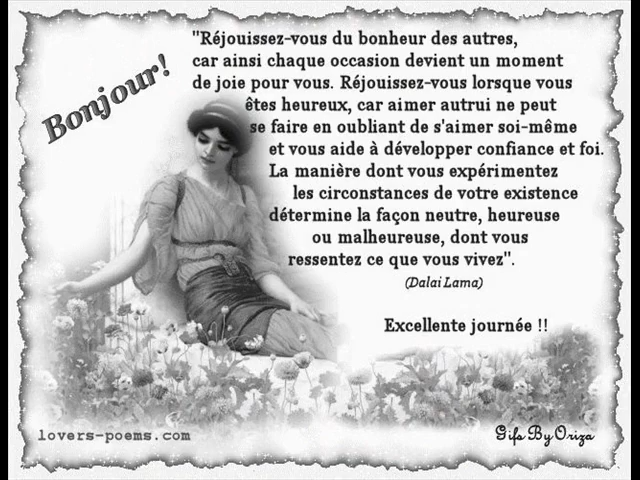 Bonjour!
"Réjouissez-vous du bonheur des autres,
car ainsi chaque occasion devient un moment
de joie pour vous. Réjouissez-vous lorsque vous
êtes heureux, car aimer autrui ne peut
se faire en oubliant de s'aimer soi-même
et vous aide à développer confiance et foi.
La manière dont vous expérimentez
les circonstances de votre existence
détermine la façon neutre, heureuse
ou malheureuse, dont vous
ressentez ce que vous vivez".
(Dalai Lama)
Excellente journée !!
lovers-poems.com
Gifs By Oriza